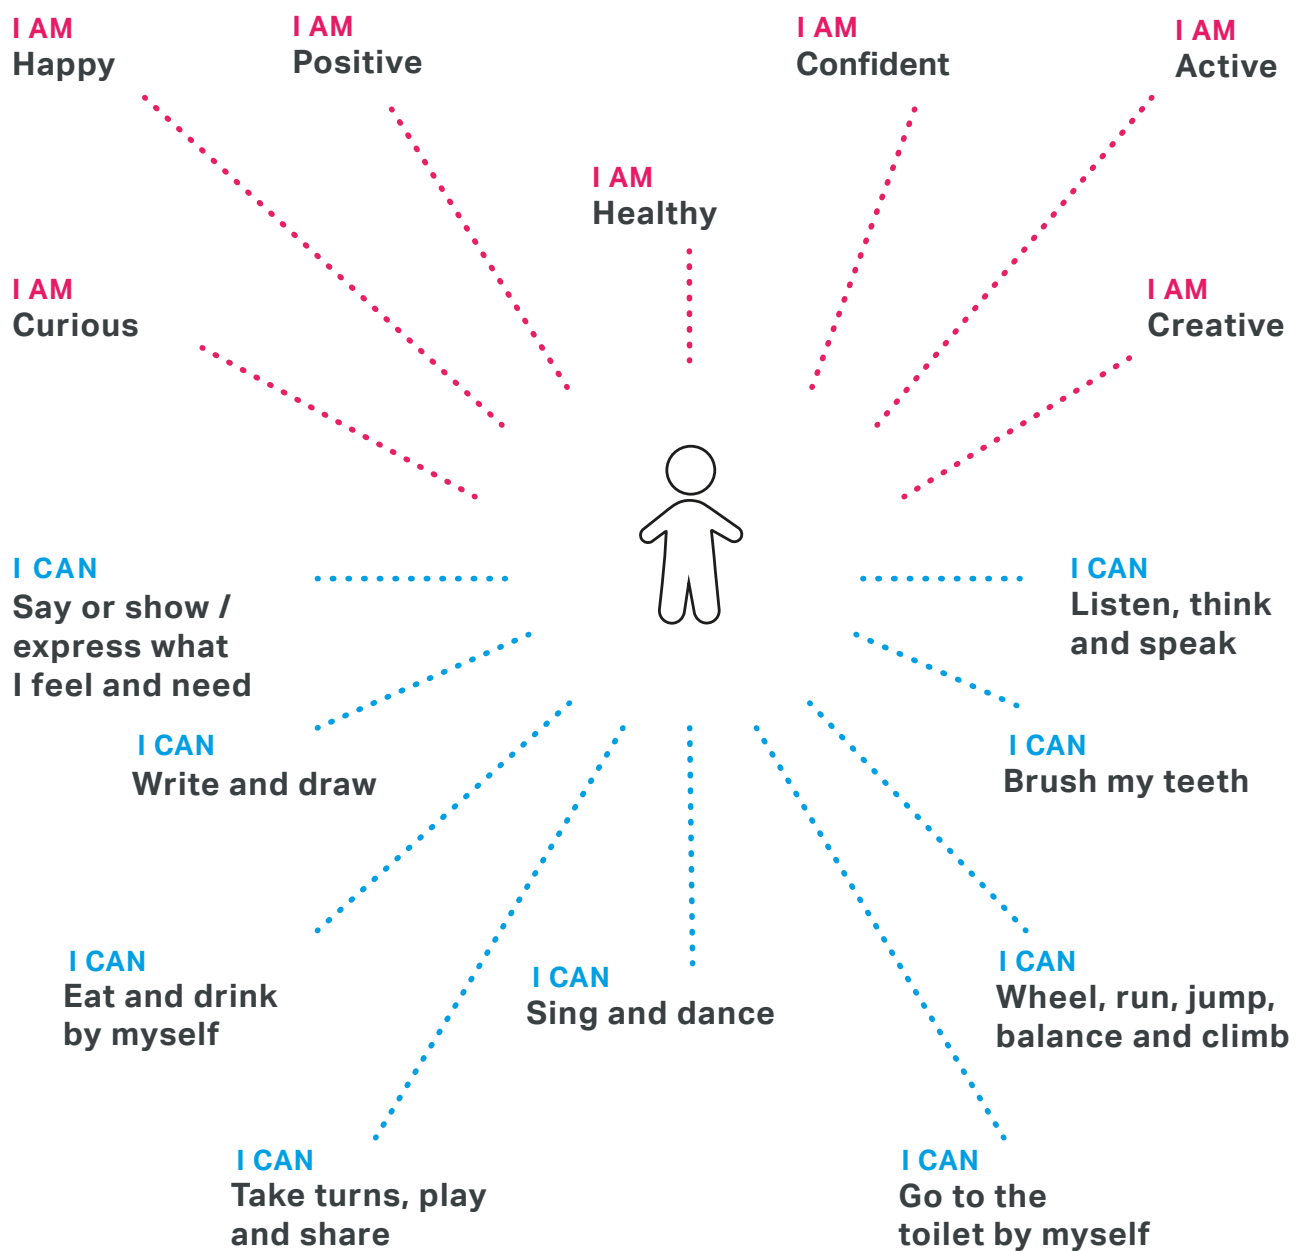 I AM
Happy
I AM
Positive
I AM
Confident
I AM
Active
I AM
Healthy
I AM
Curious
I AM
Creative
I CAN
Say or show /
express what
I feel and need
I CAN
Listen, think
and speak
I CAN
Write and draw
I CAN
Brush my teeth
I CAN
Eat and drink
by myself
I CAN
Sing and dance
I CAN
Wheel, run, jump,
balance and climb
I CAN
Take turns, play
and share
I CAN
Go to the
toilet by myself